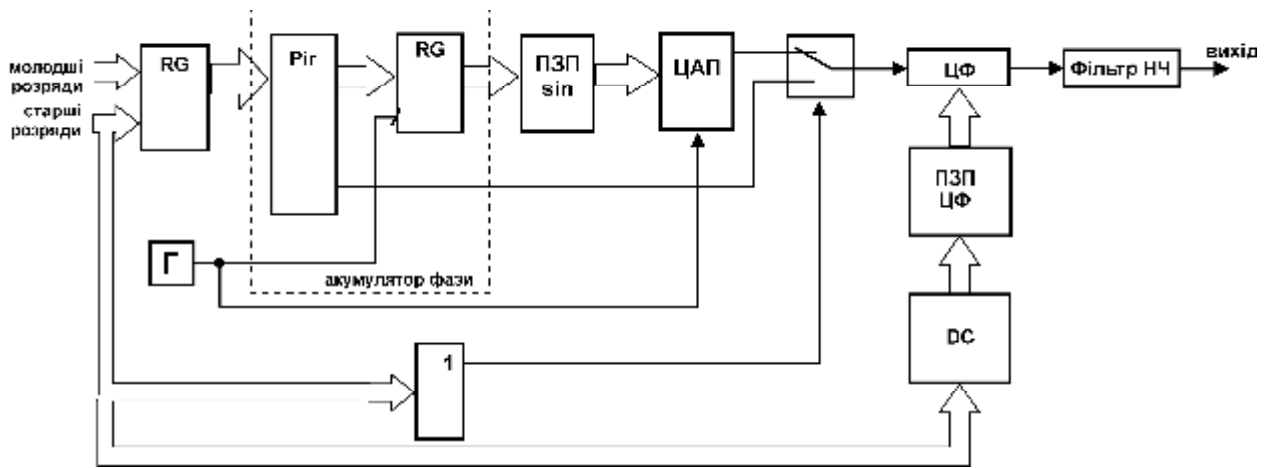 молодші
розряди
старші
розряди
RG
Pir
RG
ПЗП
sin
ЦАП
ЦФ
Фільтр НЧ
вихід
ПЗП
ЦФ
Г
акумулятор фази
1
DC